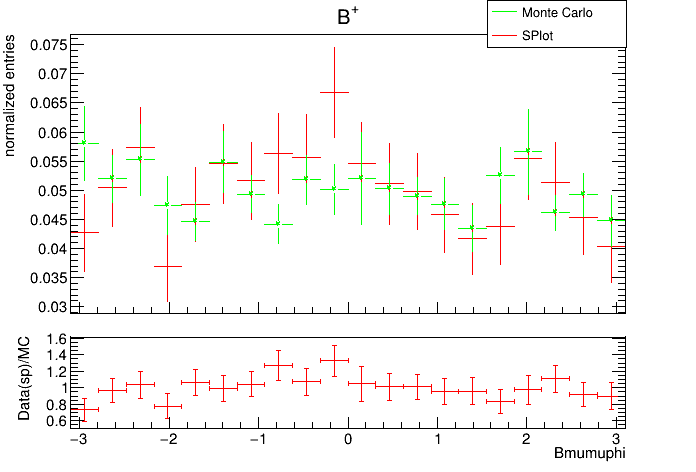 B+
Monte Carlo
SPlot
normalized entries
0.075
0.07
0.065
0.06
0.055
0.05
0.045
0.04
0.035
0.03
Data(sp)/MC
1.6
1.4
1.2
1
0.8
0.6
−3 −2 −1 0 1 2 3
Bmumuphi